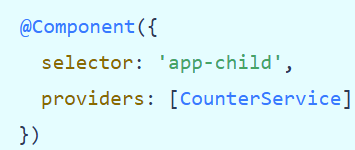 @Component({
  selector: 'app-child',
  providers: [CounterService]
})